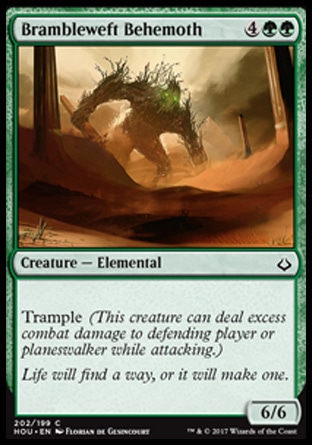 Brambleweft Behemoth 4
Creature — Elemental
Trample (This creature can deal excess
combat damage to defending player or
planeswalker while attacking.)
Life will find a way, or it will make one.
6/6
202/199 C
HOU • EN Florian de Gesincourt ™ & © 2017 Wizards of the Coast